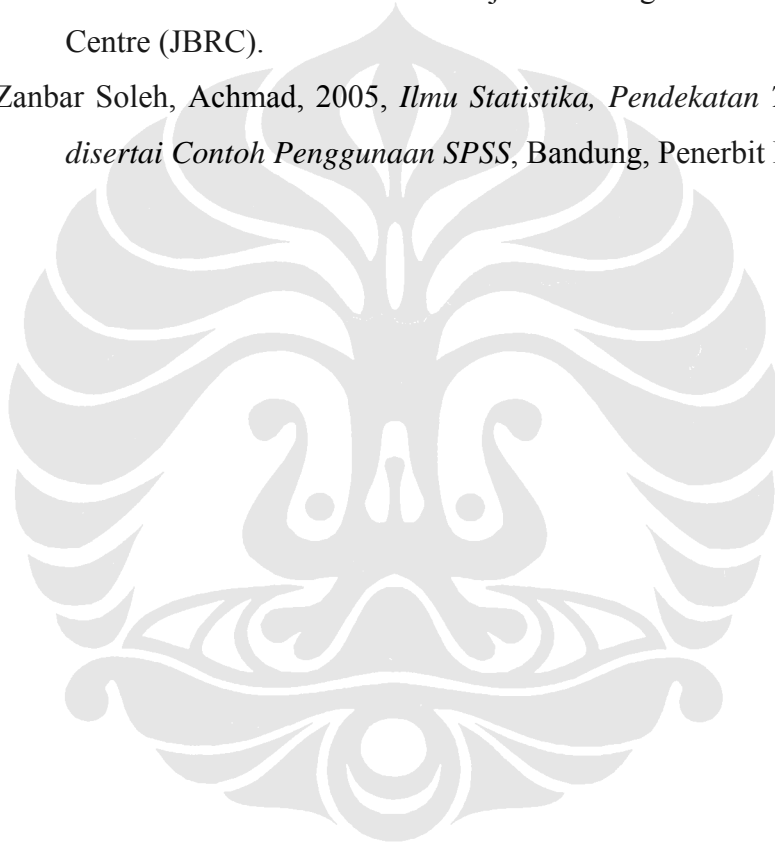 Centre (JBRC).
Zanbar Soleh, Achmad, 2005, Ilmu Statistika, Pendekatan
disertai Contoh Penggunaan SPSS, Bandung, Penerbit